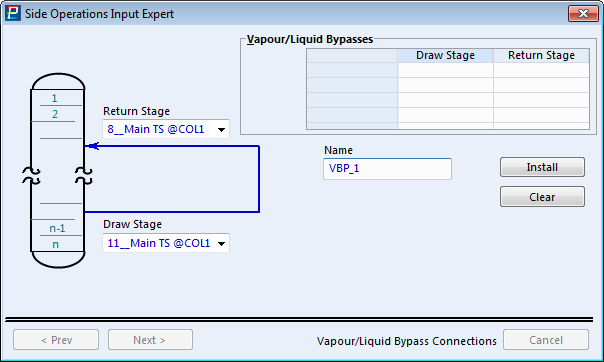 Side Operations Input Expert
Vapour/Liquid Bypasses
Draw Stage Return Stage
1
2
n-1
n
Return Stage
8__Main TS @COL1
Draw Stage
11__Main TS @COL1
Name
VBP_1
Install
Clear
< Prev
Next >
Vapour/Liquid Bypass Connections
Cancel